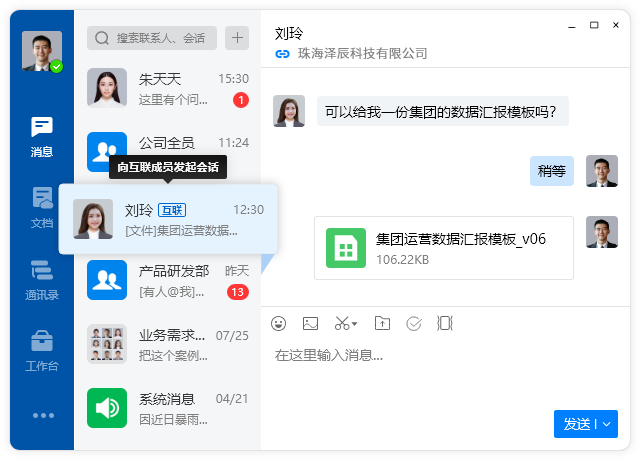 消息
文档
通讯录
工作台
搜索联系人、会话
朱天天 15:30
这里有个问... 1
公司全员 11:24
向互联成员发起会话
刘玲 互联 12:30
[文件]集团运营数据...
产品研发部 昨天
[有人@我]... 13
业务需求... 07/25
把这个案例...
系统消息 04/21
因近日暴雨...
刘玲
珠海泽辰科技有限公司
可以给我一份集团的数据汇报模板吗?
稍等
集团运营数据汇报模板_v06
106.22KB
在这里输入消息...
发送